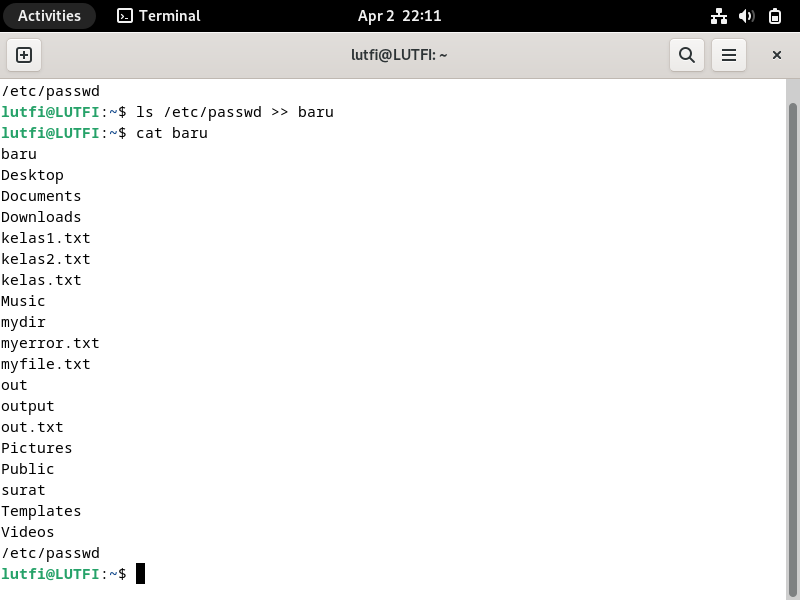 Activities
Terminal
Apr 2 22:11
lutfi@LUTFI: ~
/etc/passwd
lutfi@LUTFI:~$ ls /etc/passwd >> baru
lutfi@LUTFI:~$ cat baru
baru
Desktop
Documents
Downloads
kelas1.txt
kelas2.txt
kelas.txt
Music
mydir
myerror.txt
myfile.txt
out
output
out.txt
Pictures
Public
surat
Templates
Videos
/etc/passwd
lutfi@LUTFI:~$